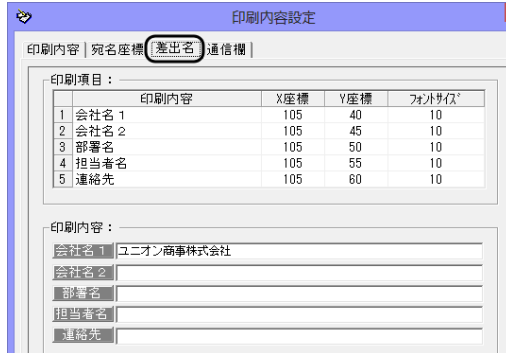 印刷内容設定
印刷内容 宛名座標 差出名 通信欄
印刷項目：
印刷内容 X座標 Y座標 ﾌｫﾝﾄｻｲｽﾞ
1 会社名１ 105 40 10
2 会社名２ 105 45 10
3 部署名 105 50 10
4 担当者名 105 55 10
5 連絡先 105 60 10
印刷内容：
会社名１ ユニオン商事株式会社
会社名２
部署名
担当者名
連絡先